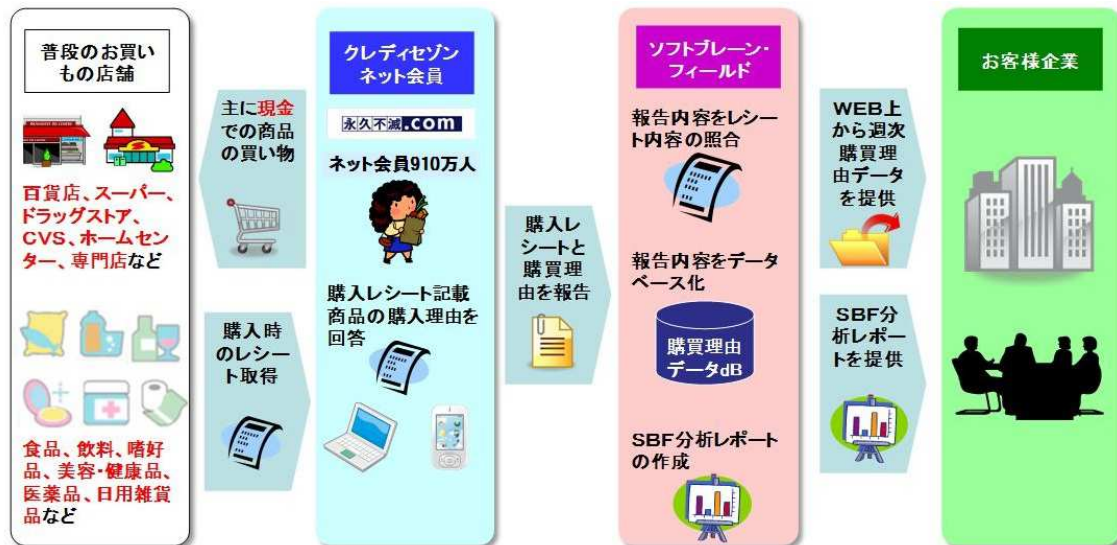 普段のお買い
もの店舗
百貨店、スーパー、
ドラッグストア、
CVS、ホームセン
ター、専門店など
食品、飲料、嗜好
品、美容・健康品、
医薬品、日用雑貨
品など
主に現金
での商品
の買い物
購入時
のレシー
ト取得
クレディセゾン
ネット会員
永久不滅.com
ネット会員910万人
購入レシート記載
商品の購入理由を
回答
購入レ
シートと
購買理
由を報告
ソフトブレーン・
フィールド
報告内容をレシー
ト内容の照合
報告内容をデータ
ベース化
購買理由
データdB
SBF分析レポート
の作成
WEB上
から週次
購買理
由データ
を提供
SBF分
析レポー
トを提供
お客様企業